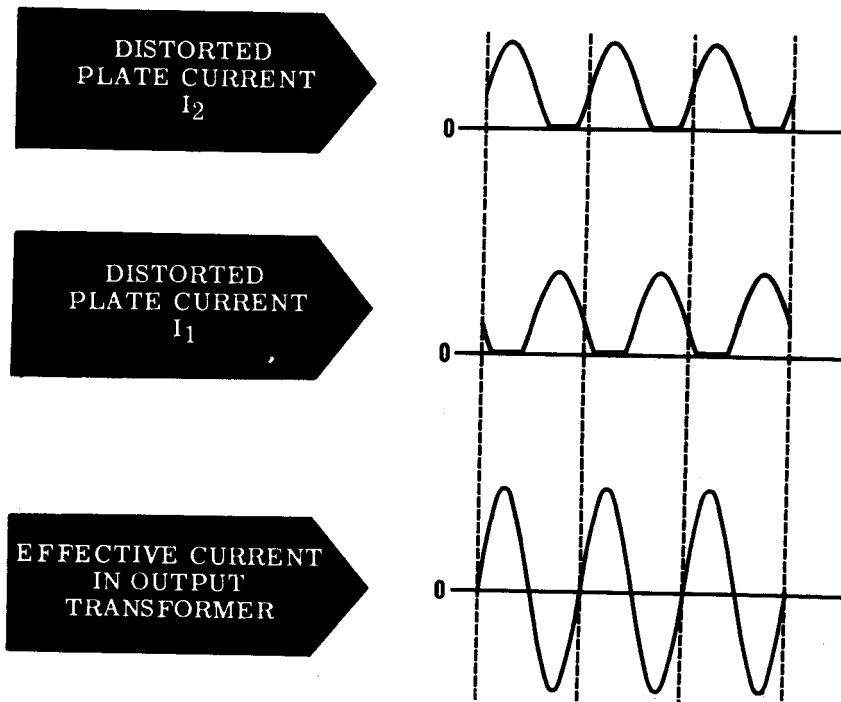 DISTORTED
PLATE CURRENT
I₂
0
DISTORTED
PLATE CURRENT
I₁
0
EFFECTIVE CURRENT
IN OUTPUT
TRANSFORMER
0